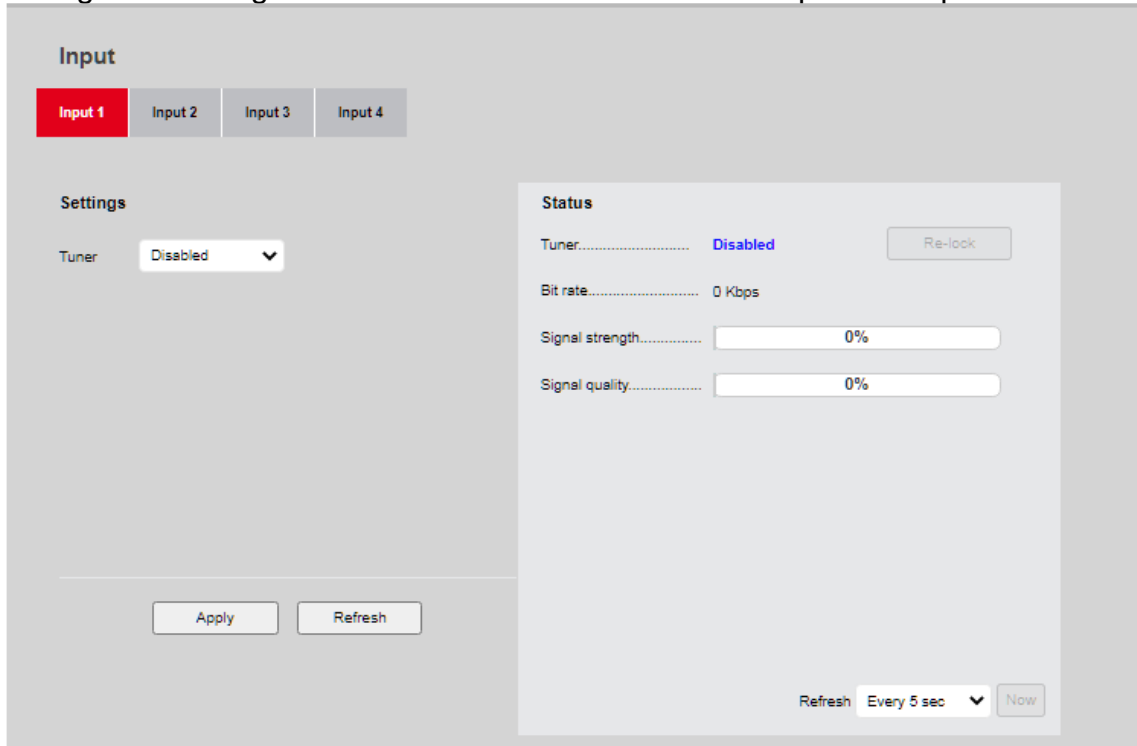 Input
Input 1 Input 2 Input 3 Input 4
Settings
Tuner Disabled
Apply Refresh
Status
Tuner........................... Disabled Re-lock
Bit rate........................... 0 Kbps
Signal strength............... 0%
Signal quality.................. 0%
Refresh Every 5 sec Now